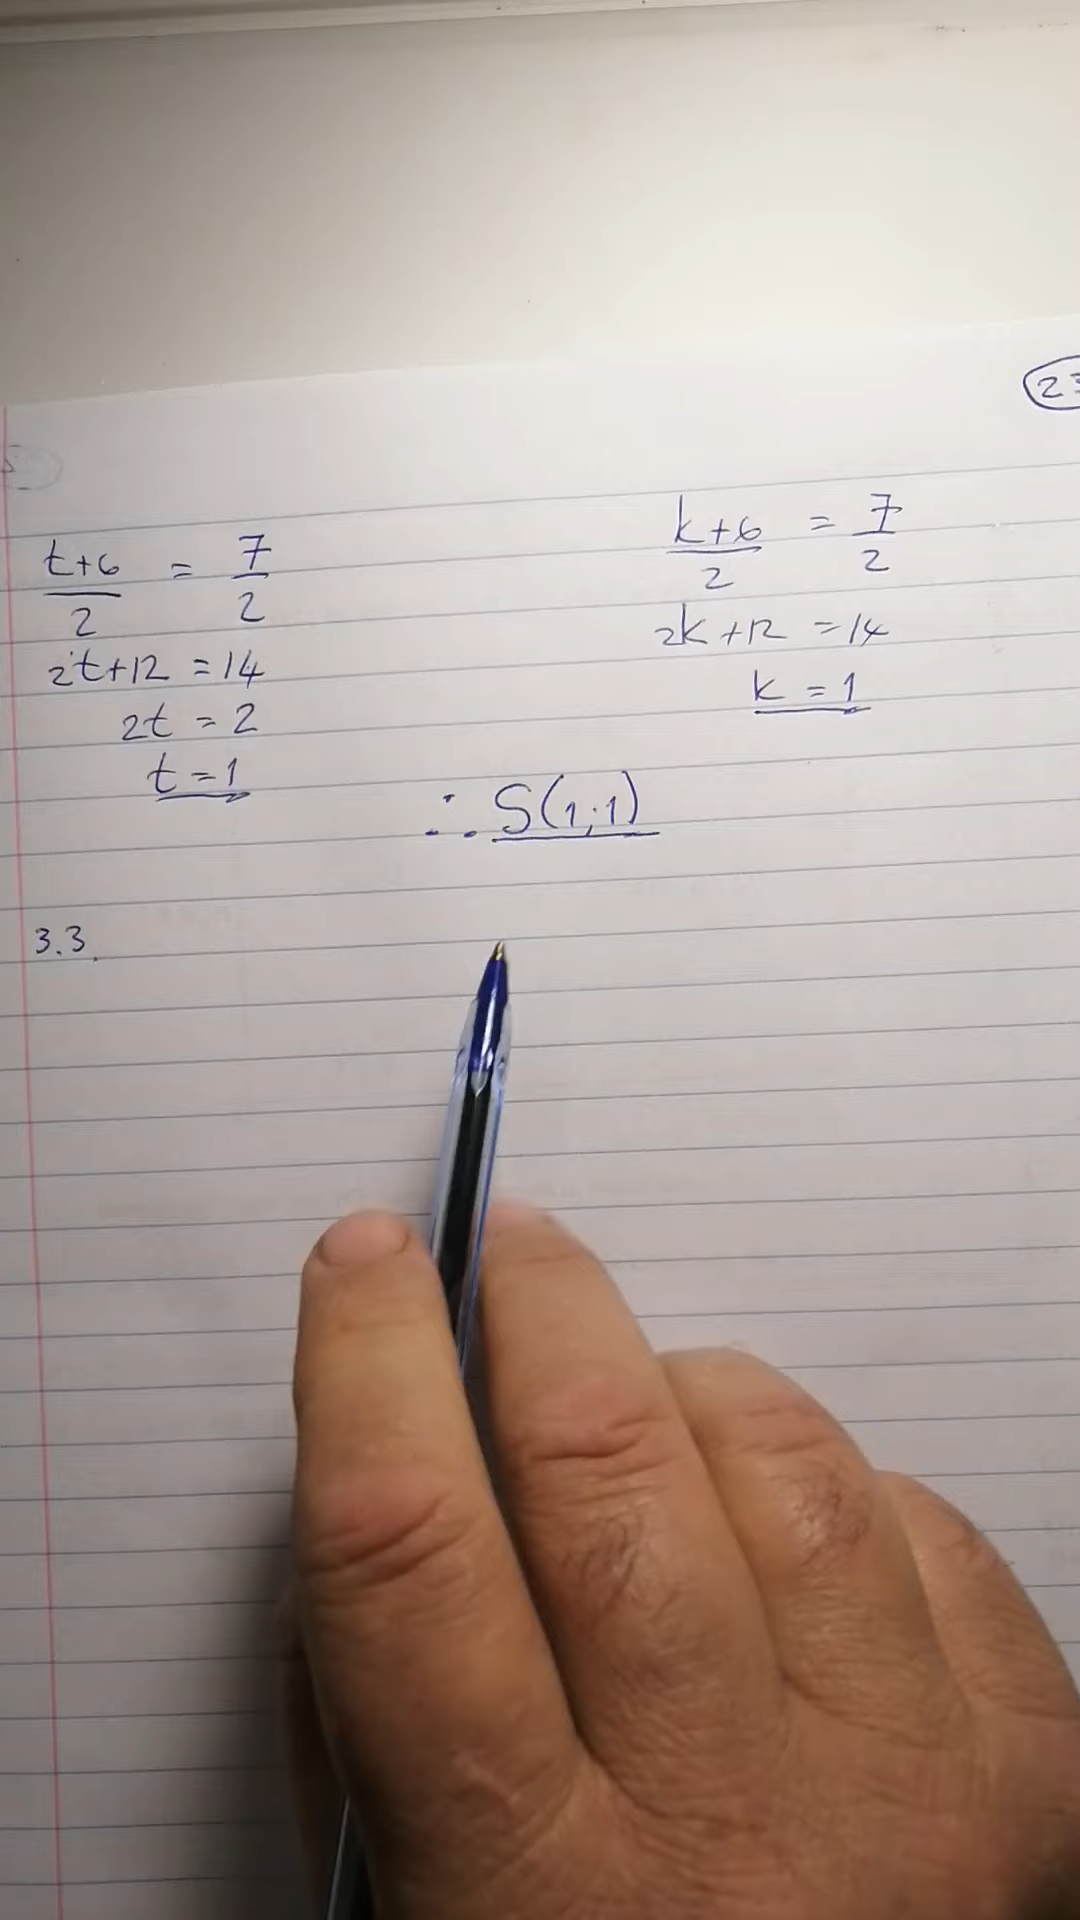 t+6/2 = 7/2
2t+12 = 14
2t = 2
t = 1
k+6/2 = 7/2
2k+12 = 14
k = 1
∴ S(1;1)
3.3.